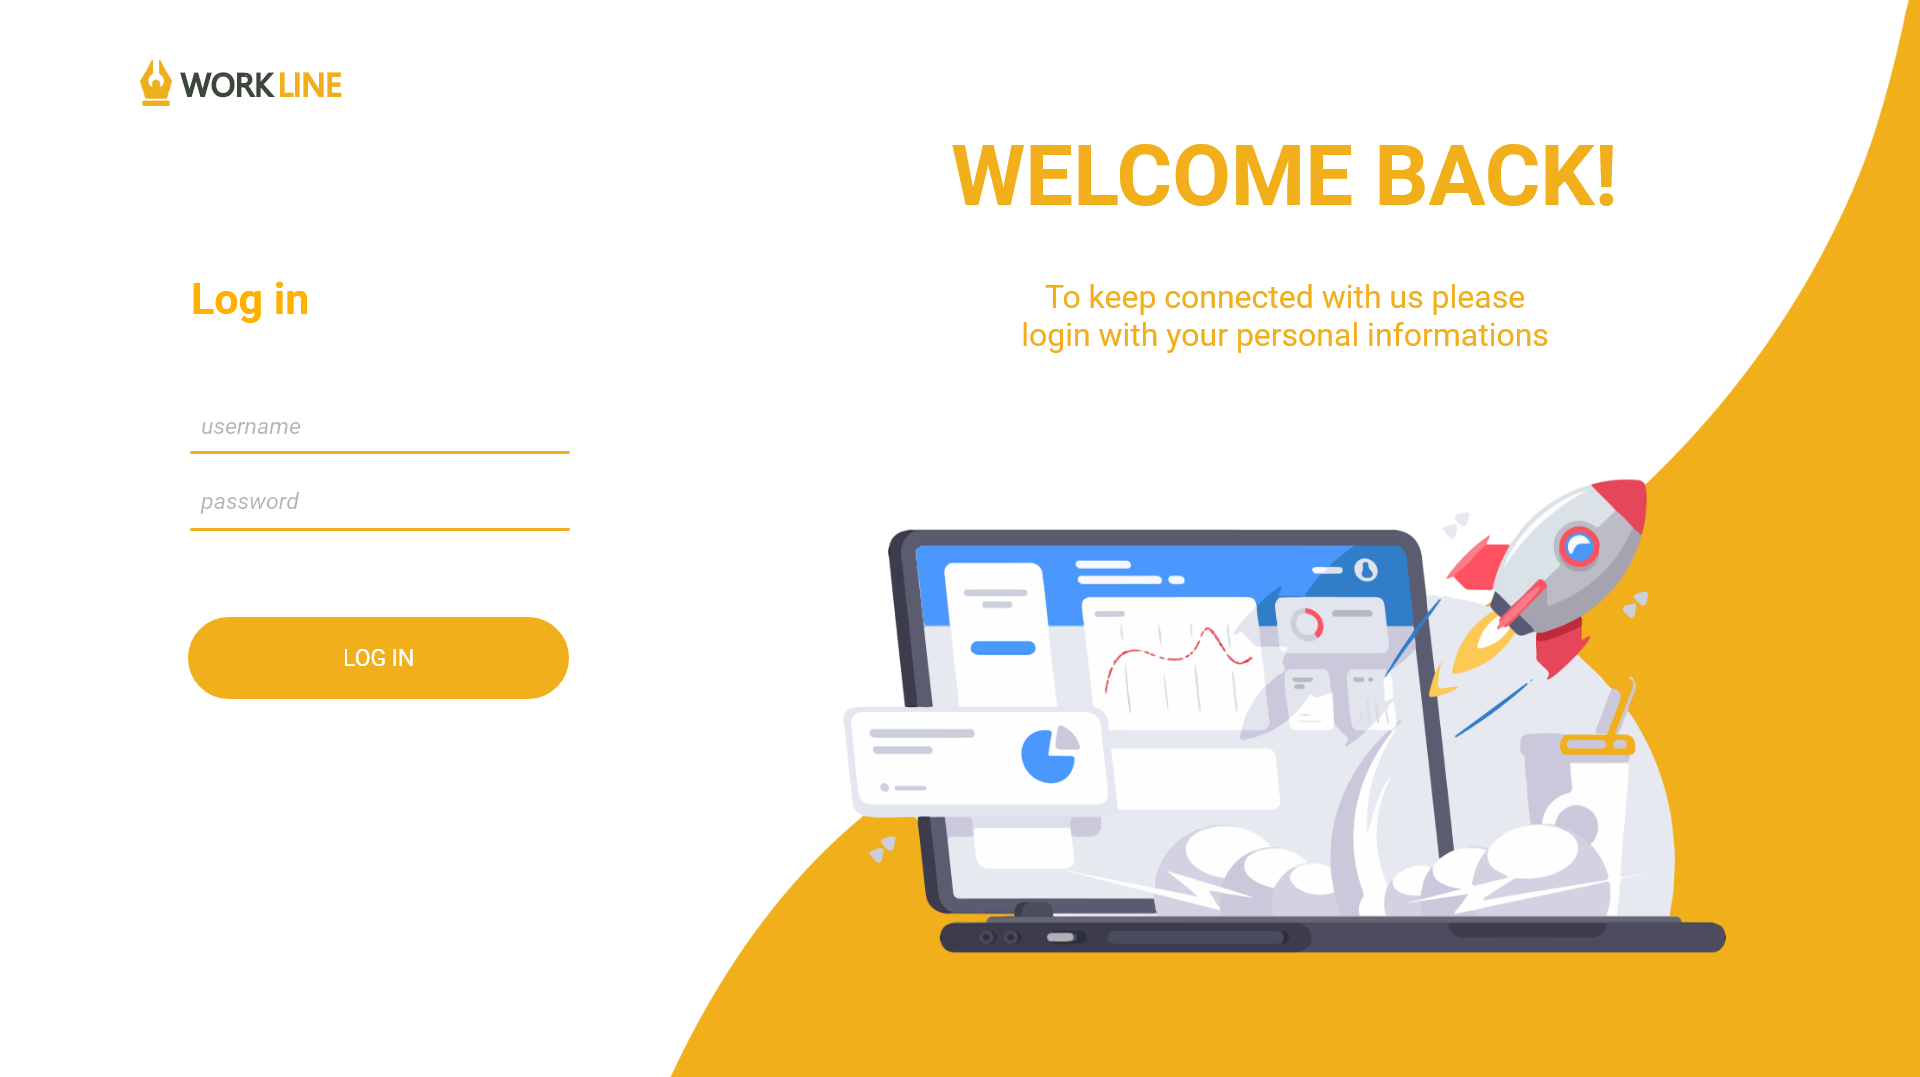 WORK LINE
WELCOME BACK!
Log in
To keep connected with us please
login with your personal informations
username
password
LOG IN